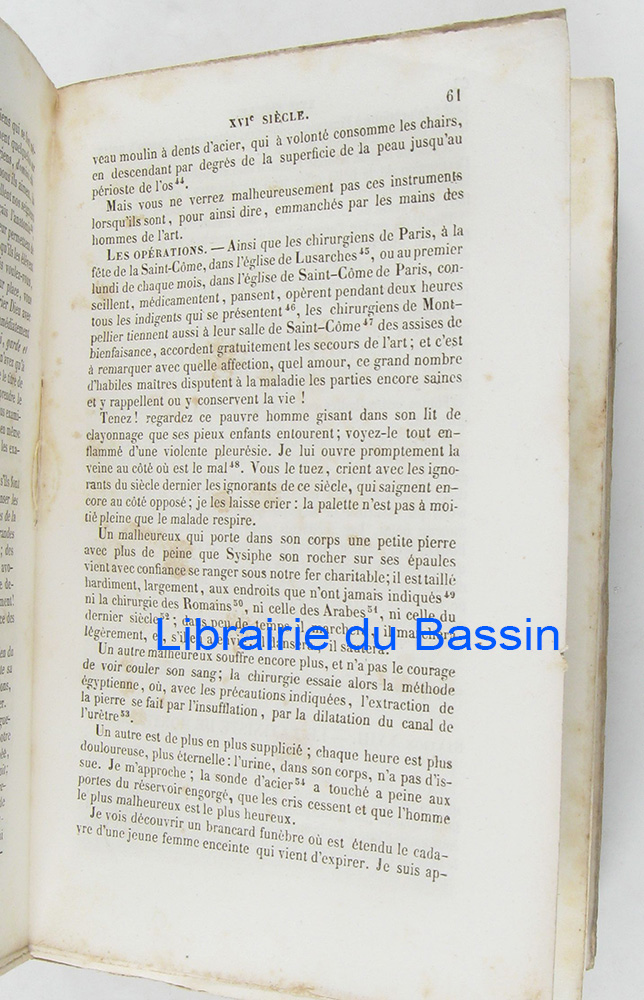 61
XVIe SIÈCLE.
veau moulin à dents d'acier, qui à volonté consomme les chairs,
en descendant par degrés de la superficie de la peau jusqu'au
périoste de l'os44.
Mais vous ne verrez malheureusement pas ces instruments
lorsqu'ils sont, pour ainsi dire, emmanchés par les mains des
hommes de l'art.
LES OPÉRATIONS. — Ainsi que les chirurgiens de Paris, à la
fête de la Saint-Côme, dans l'église de Lusarches45, ou au premier
lundi de chaque mois, dans l'église de Saint-Côme de Paris, con-
seillent, médicamentent, pansent, opèrent pendant deux heures
tous les indigents qui se présentent46, les chirurgiens de Mont-
pellier tiennent aussi à leur salle de Saint-Côme47 des assises de
bienfaisance, accordent gratuitement les secours de l'art; et c'est
à remarquer avec quelle affection, quel amour, ce grand nombre
d'habiles maîtres disputent à la maladie les parties encore saines
et y rappellent ou y conservent la vie !
Tenez! regardez ce pauvre homme gisant dans son lit de
clayonnage que ses pieux enfants entourent; voyez-le tout en-
flammé d'une violente pleurésie. Je lui ouvre promptement la
veine au côté où est le mal48. Vous le tuez, crient avec les igno-
rants du siècle dernier les ignorants de ce siècle, qui saignent en-
core au côté opposé; je les laisse crier: la palette n'est pas à moi-
tié pleine que le malade respire.
Un malheureux qui porte dans son corps une petite pierre
avec plus de peine que Sysiphe son rocher sur ses épaules
vient avec confiance se ranger sous notre fer charitable; il est taillé
hardiment, largement, aux endroits que n'ont jamais indiqués49
ni la chirurgie des Romains50, ni celle des Arabes51, ni celle du
dernier siècle52; dans peu de temps il marchera, il marchera
légèrement, et, s'il a envie de danser, il sautera.
Librairie du Bassin
Un autre malheureux souffre encore plus, et n'a pas le courage
de voir couler son sang; la chirurgie essaie alors la méthode
égyptienne, où, avec les précautions indiquées, l'extraction de
la pierre se fait par l'insufflation, par la dilatation du canal de
l'urètre53.
Un autre est de plus en plus supplicié; chaque heure est plus
douloureuse, plus éternelle: l'urine, dans son corps, n'a pas d'is-
sue. Je m'approche; la sonde d'acier54 a touché a peine aux
portes du réservoir engorgé, que les cris cessent et que l'homme
le plus malheureux est le plus heureux.
Je vois découvrir un brancard funèbre où est étendu le cada-
vre d'une jeune femme enceinte qui vient d'expirer. Je suis ap-